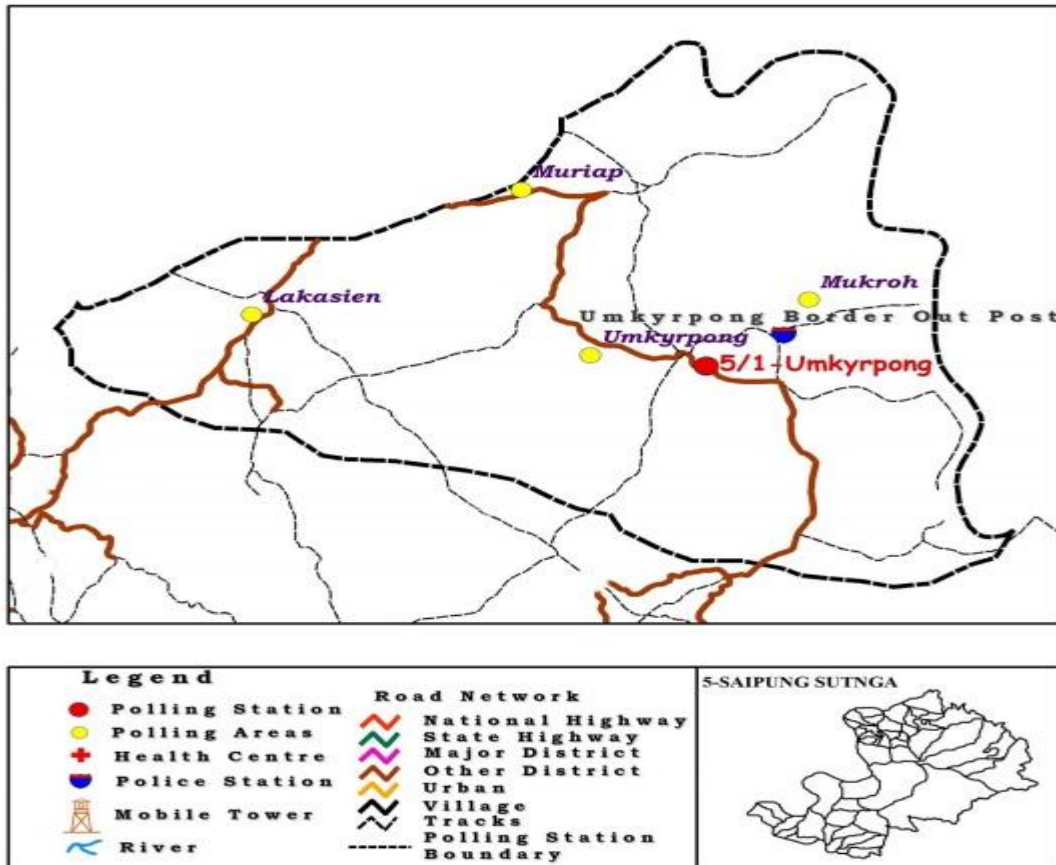 Muriap
Lakasien
Mukroh
Umkyrpong Border Out Post
Umkyrpong
5/1-Umkyrpong
Legend
Polling Station
Polling Areas
Health Centre
Police Station
Mobile Tower
River
Road Network
National Highway
State Highway
Major District
Other District
Urban
Village
Tracks
Polling Station
Boundary
5-SAIPUNG SUTNGA